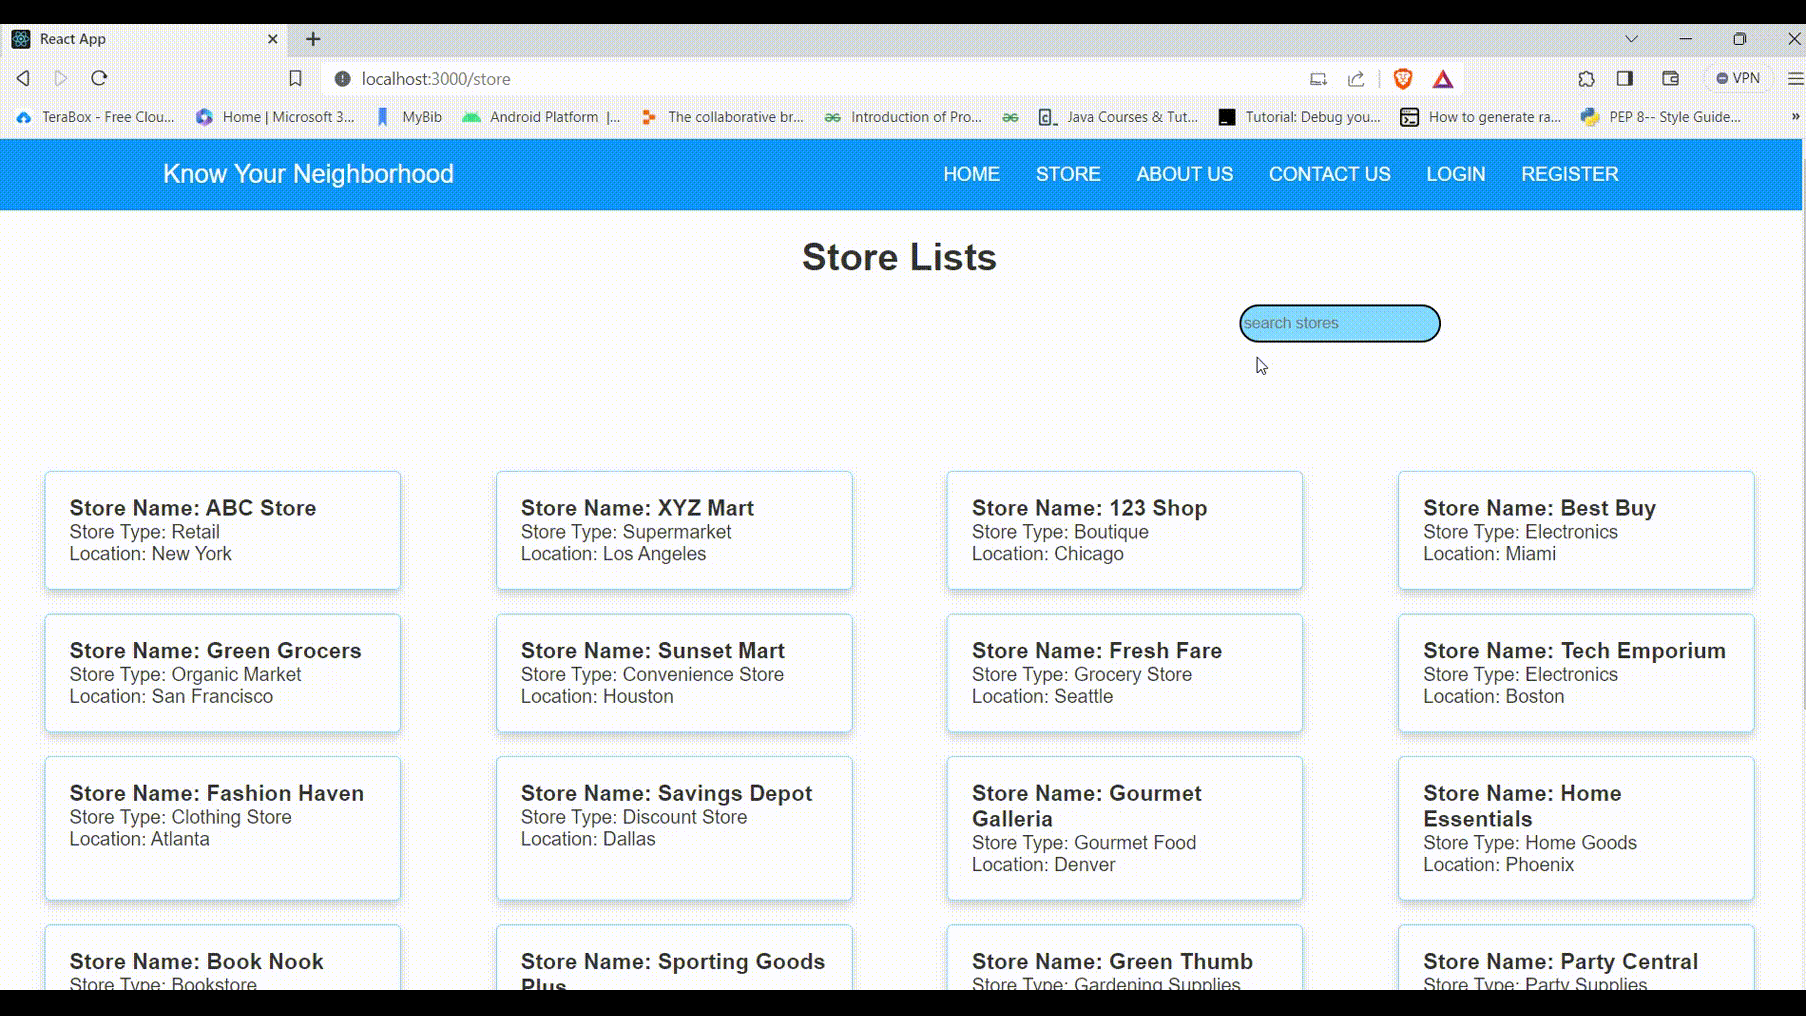 React App
localhost:3000/store
VPN
TeraBox - Free Clou...
Home | Microsoft 3...
MyBib
Android Platform |...
The collaborative br...
Introduction of Pro...
Java Courses & Tut...
Tutorial: Debug you...
How to generate ra...
PEP 8-- Style Guide...
»
Know Your Neighborhood
HOME
STORE
ABOUT US
CONTACT US
LOGIN
REGISTER
Store Lists
search stores
Store Name: ABC Store
Store Type: Retail
Location: New York
Store Name: XYZ Mart
Store Type: Supermarket
Location: Los Angeles
Store Name: 123 Shop
Store Type: Boutique
Location: Chicago
Store Name: Best Buy
Store Type: Electronics
Location: Miami
Store Name: Green Grocers
Store Type: Organic Market
Location: San Francisco
Store Name: Sunset Mart
Store Type: Convenience Store
Location: Houston
Store Name: Fresh Fare
Store Type: Grocery Store
Location: Seattle
Store Name: Tech Emporium
Store Type: Electronics
Location: Boston
Store Name: Fashion Haven
Store Type: Clothing Store
Location: Atlanta
Store Name: Savings Depot
Store Type: Discount Store
Location: Dallas
Store Name: Gourmet
Galleria
Store Type: Gourmet Food
Location: Denver
Store Name: Home
Essentials
Store Type: Home Goods
Location: Phoenix
Store Name: Book Nook
Store Type: Bookstore
Store Name: Sporting Goods
Plus
Store Name: Green Thumb
Store Type: Gardening Supplies
Store Name: Party Central
Store Type: Party Supplies